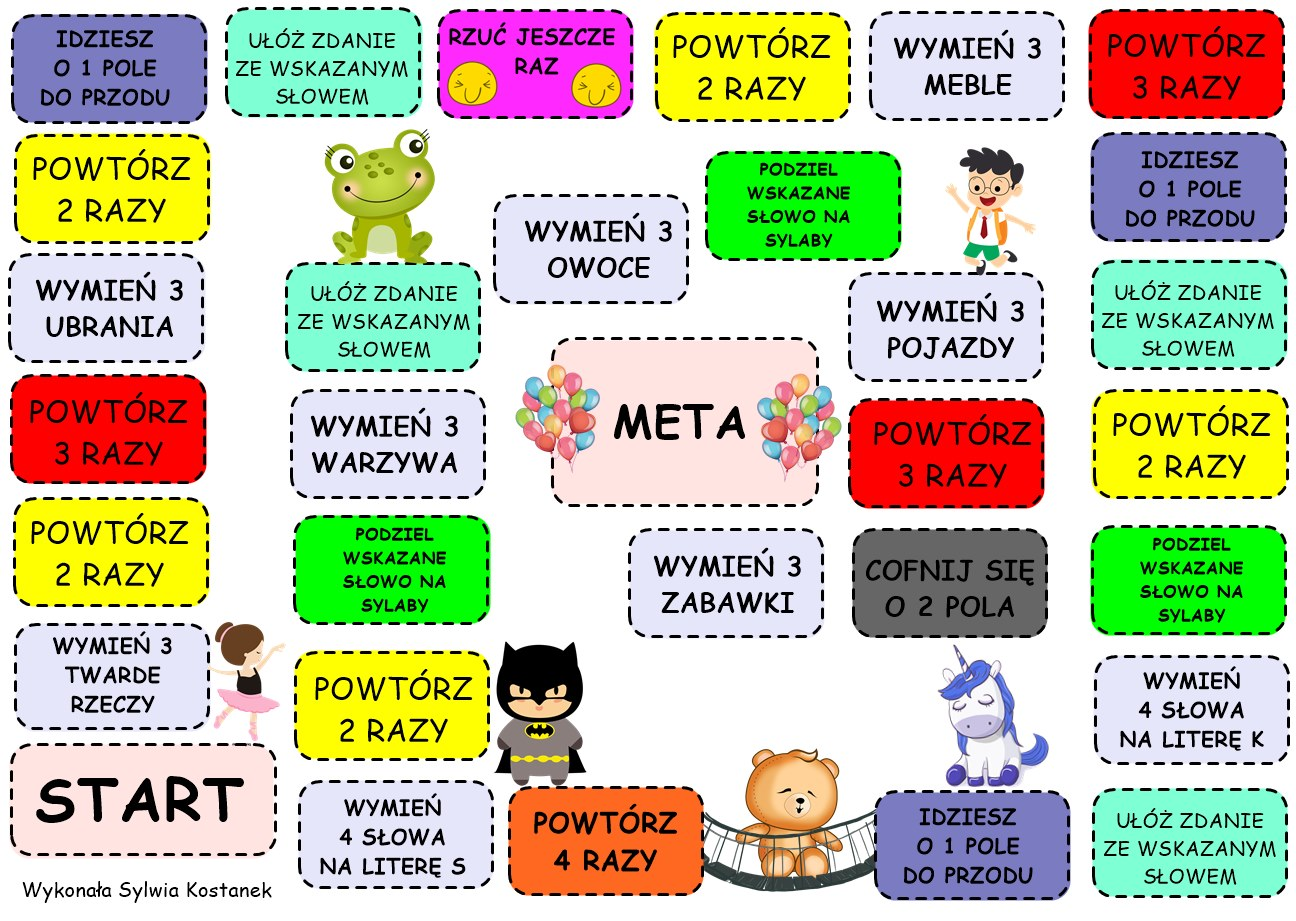 IDZIESZ
O 1 POLE
DO PRZODU
UŁÓŻ ZDANIE
ZE WSKAZANYM
SŁOWEM
RZUĆ JESZCZE
RAZ
POWTÓRZ
2 RAZY
WYMIEŃ 3
MEBLE
POWTÓRZ
3 RAZY
POWTÓRZ
2 RAZY
WYMIEŃ 3
OWOCE
PODZIEL
WSKAZANE
SŁOWO NA
SYLABY
IDZIESZ
O 1 POLE
DO PRZODU
WYMIEŃ 3
UBRANIA
UŁÓŻ ZDANIE
ZE WSKAZANYM
SŁOWEM
WYMIEŃ 3
POJAZDY
UŁÓŻ ZDANIE
ZE WSKAZANYM
SŁOWEM
POWTÓRZ
3 RAZY
WYMIEŃ 3
WARZYWA
META
POWTÓRZ
3 RAZY
POWTÓRZ
2 RAZY
POWTÓRZ
2 RAZY
PODZIEL
WSKAZANE
SŁOWO NA
SYLABY
WYMIEŃ 3
ZABAWKI
COFNIJ SIĘ
O 2 POLA
PODZIEL
WSKAZANE
SŁOWO NA
SYLABY
WYMIEŃ 3
TWARDE
RZECZY
POWTÓRZ
2 RAZY
WYMIEŃ
4 SŁOWA
NA LITERĘ K
START
WYMIEŃ
4 SŁOWA
NA LITERĘ S
POWTÓRZ
4 RAZY
IDZIESZ
O 1 POLE
DO PRZODU
UŁÓŻ ZDANIE
ZE WSKAZANYM
SŁOWEM
Wykonała Sylwia Kostanek